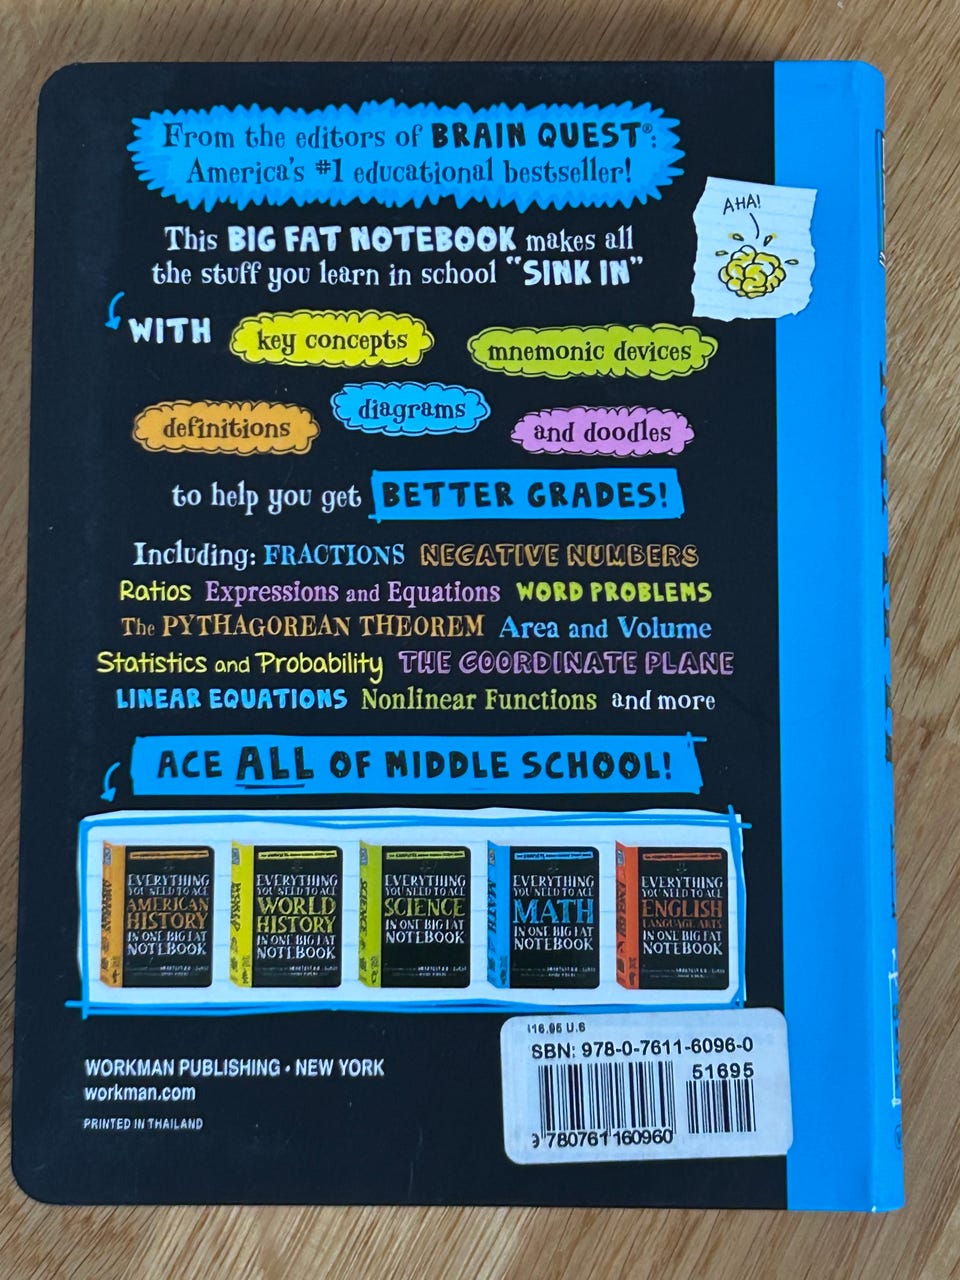 From the editors of BRAIN QUEST®:
America's #1 educational bestseller!
AHA!
This BIG FAT NOTEBOOK makes all
the stuff you learn in school "SINK IN"
WITH key concepts
mnemonic devices
definitions
diagrams
and doodles
to help you get BETTER GRADES!
Including: FRACTIONS NEGATIVE NUMBERS
Ratios Expressions and Equations WORD PROBLEMS
The PYTHAGOREAN THEOREM Area and Volume
Statistics and Probability THE COORDINATE PLANE
LINEAR EQUATIONS Nonlinear Functions and more
ACE ALL OF MIDDLE SCHOOL!
EVERYTHING
YOU NEED TO ACE
AMERICAN
HISTORY
IN ONE BIG FAT
NOTEBOOK
EVERYTHING
YOU NEED TO ACE
WORLD
HISTORY
IN ONE BIG FAT
NOTEBOOK
EVERYTHING
YOU NEED TO ACE
SCIENCE
IN ONE BIG FAT
NOTEBOOK
EVERYTHING
YOU NEED TO ACE
MATH
IN ONE BIG FAT
NOTEBOOK
EVERYTHING
YOU NEED TO ACE
ENGLISH
LANGUAGE ARTS
IN ONE BIG FAT
NOTEBOOK
WORKMAN PUBLISHING • NEW YORK
workman.com
PRINTED IN THAILAND
$16.95 U.S
SBN: 978-0-7611-6096-0
51695
9 780761 160960